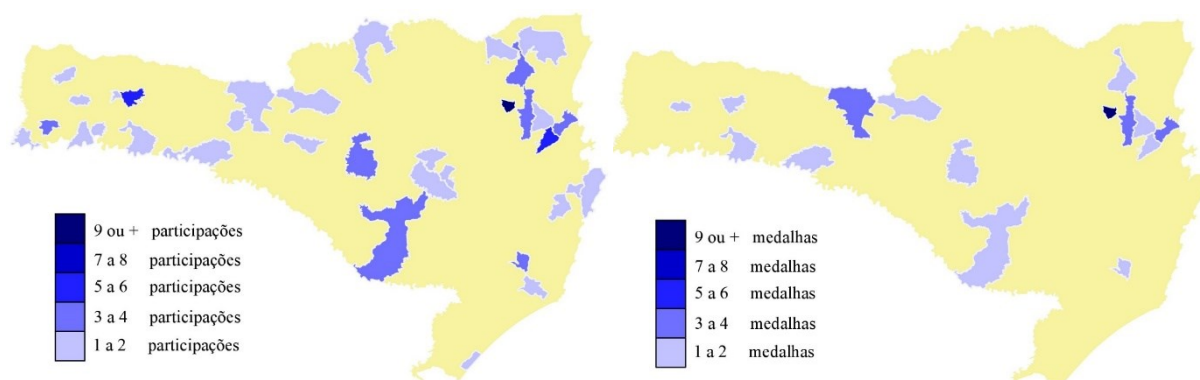 9 ou + participações
7 a 8 participações
5 a 6 participações
3 a 4 participações
1 a 2 participações
9 ou + medalhas
7 a 8 medalhas
5 a 6 medalhas
3 a 4 medalhas
1 a 2 medalhas